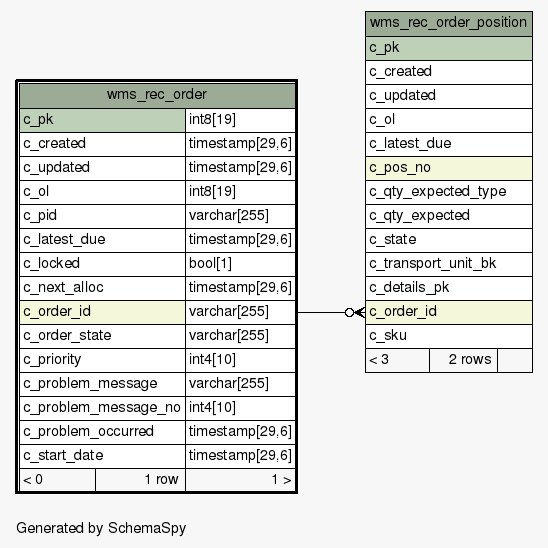 wms_rec_order
c_pk int8[19]
c_created timestamp[29,6]
c_updated timestamp[29,6]
c_ol int8[19]
c_pid varchar[255]
c_latest_due timestamp[29,6]
c_locked bool[1]
c_next_alloc timestamp[29,6]
c_order_id varchar[255]
c_order_state varchar[255]
c_priority int4[10]
c_problem_message varchar[255]
c_problem_message_no int4[10]
c_problem_occurred timestamp[29,6]
c_start_date timestamp[29,6]
< 0 1 row 1 >
wms_rec_order_position
c_pk
c_created
c_updated
c_ol
c_latest_due
c_pos_no
c_qty_expected_type
c_qty_expected
c_state
c_transport_unit_bk
c_details_pk
c_order_id
c_sku
< 3 2 rows
Generated by SchemaSpy